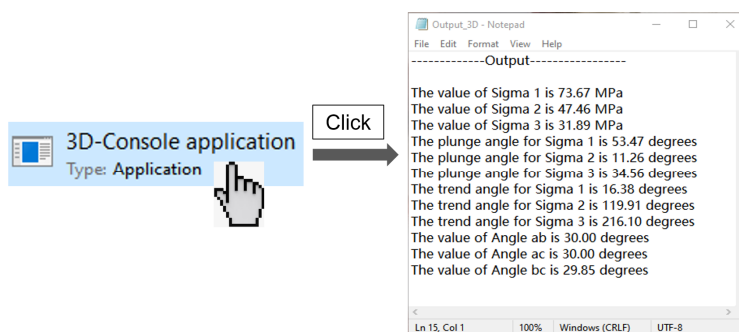 3D-Console application
Type: Application
Click
Output_3D - Notepad
File Edit Format View Help
-------------Output-----------------
The value of Sigma 1 is 73.67 MPa
The value of Sigma 2 is 47.46 MPa
The value of Sigma 3 is 31.89 MPa
The plunge angle for Sigma 1 is 53.47 degrees
The plunge angle for Sigma 2 is 11.26 degrees
The plunge angle for Sigma 3 is 34.56 degrees
The trend angle for Sigma 1 is 16.38 degrees
The trend angle for Sigma 2 is 119.91 degrees
The trend angle for Sigma 3 is 216.10 degrees
The value of Angle ab is 30.00 degrees
The value of Angle ac is 30.00 degrees
The value of Angle bc is 29.85 degrees
Ln 15, Col 1 100% Windows (CRLF) UTF-8